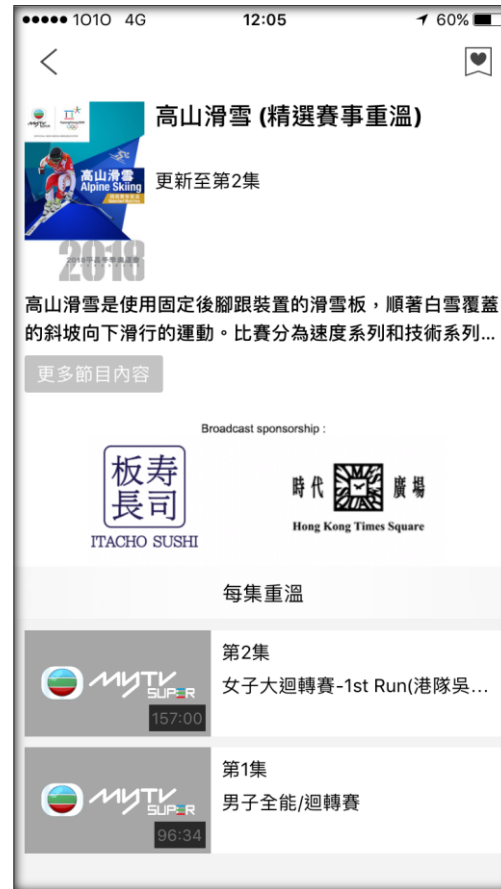 1010 4G 12:05 60%
高山滑雪 (精選賽事重溫)
高山滑雪
Alpine Skiing
更新至第2集
2018
高山滑雪是使用固定後腳跟裝置的滑雪板，順著白雪覆蓋
的斜坡向下滑行的運動。比賽分為速度系列和技術系列...
更多節目內容
Broadcast sponsorship :
板寿
長司
ITACHO SUSHI
時代 廣場
Hong Kong Times Square
每集重溫
第2集
女子大迴轉賽-1st Run(港隊吳...
myTV
SUPER
157:00
第1集
男子全能/迴轉賽
myTV
SUPER
96:34